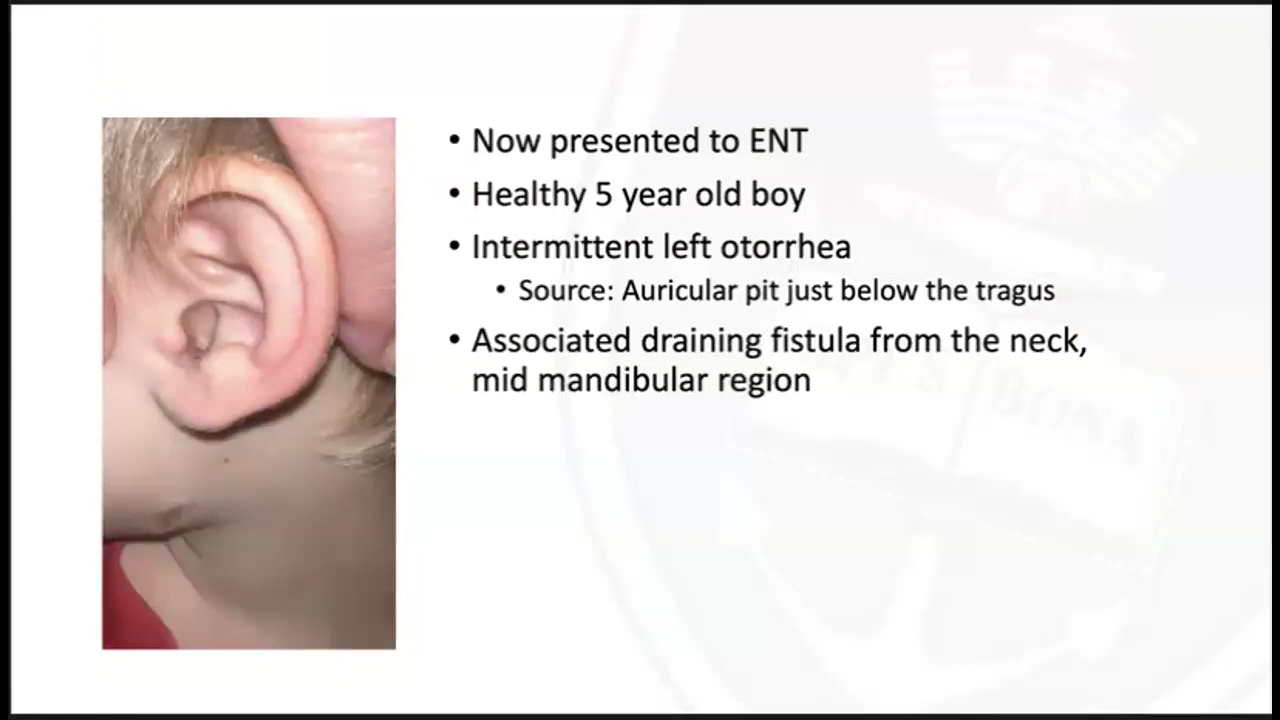 • Now presented to ENT
• Healthy 5 year old boy
• Intermittent left otorrhea
• Source: Auricular pit just below the tragus
• Associated draining fistula from the neck,
mid mandibular region
BONA